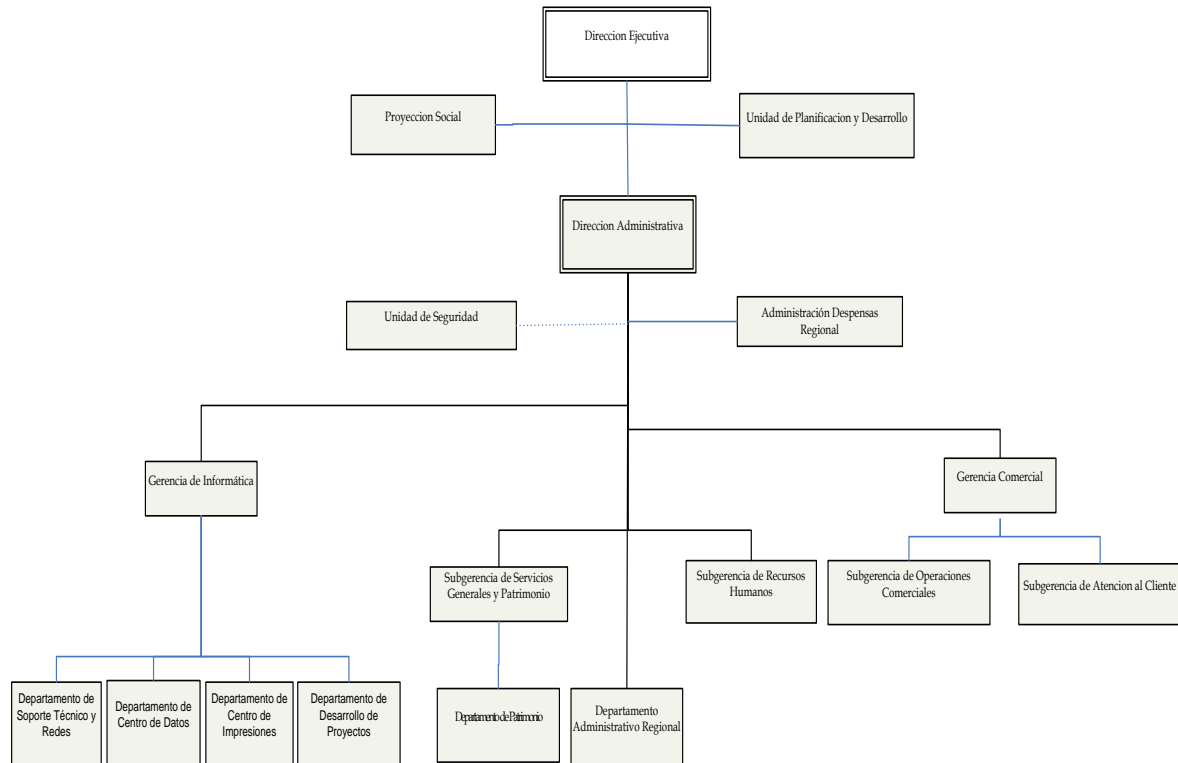 Direccion Ejecutiva
Proyeccion Social
Unidad de Planificacion y Desarrollo
Direccion Administrativa
Unidad de Seguridad
Administración Despensas
Regional
Gerencia de Informática
Gerencia Comercial
Subgerencia de Servicios
Generales y Patrimonio
Subgerencia de Recursos
Humanos
Subgerencia de Operaciones
Comerciales
Subgerencia de Atencion al Cliente
Departamento de
Soporte Técnico y
Redes
Departamento de
Centro de Datos
Departamento de
Centro de
Impresiones
Departamento de
Desarrollo de
Proyectos
Departamento de Patrimonio
Departamento
Administrativo Regional